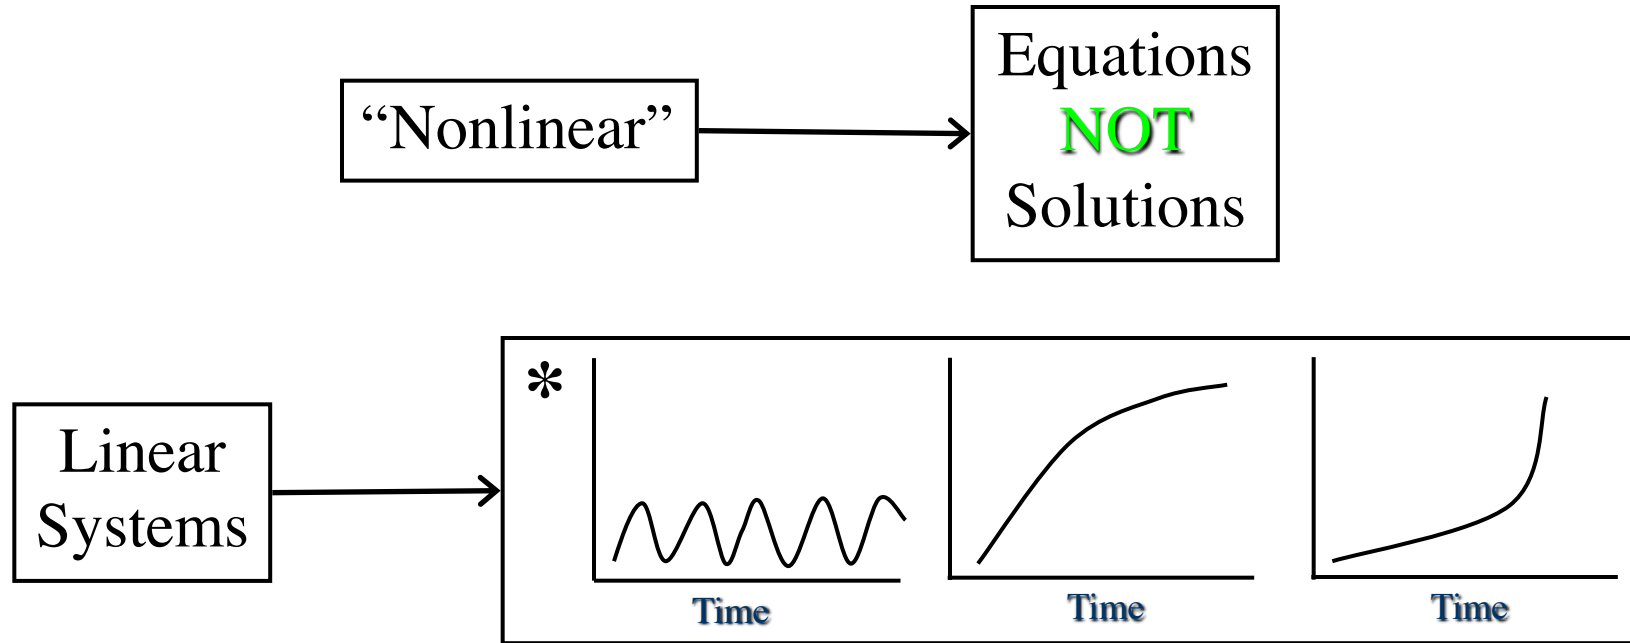 “Nonlinear”
Equations
NOT
Solutions
Linear
Systems
*
Time
Time
Time